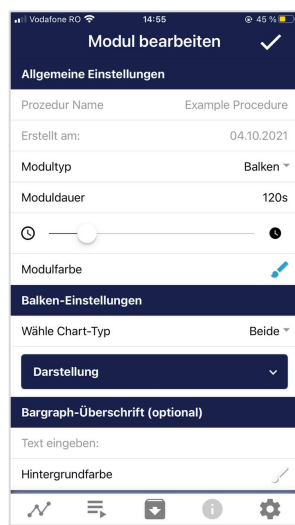 Vodafone RO 14:55 45 %
Modul bearbeiten
Allgemeine Einstellungen
Prozedur Name Example Procedure
Erstellt am: 04.10.2021
Modultyp Balken
Moduldauer 120s
Modulfarbe
Balken-Einstellungen
Wähle Chart-Typ Beide
Darstellung
Bargraph-Überschrift (optional)
Text eingeben:
Hintergrundfarbe